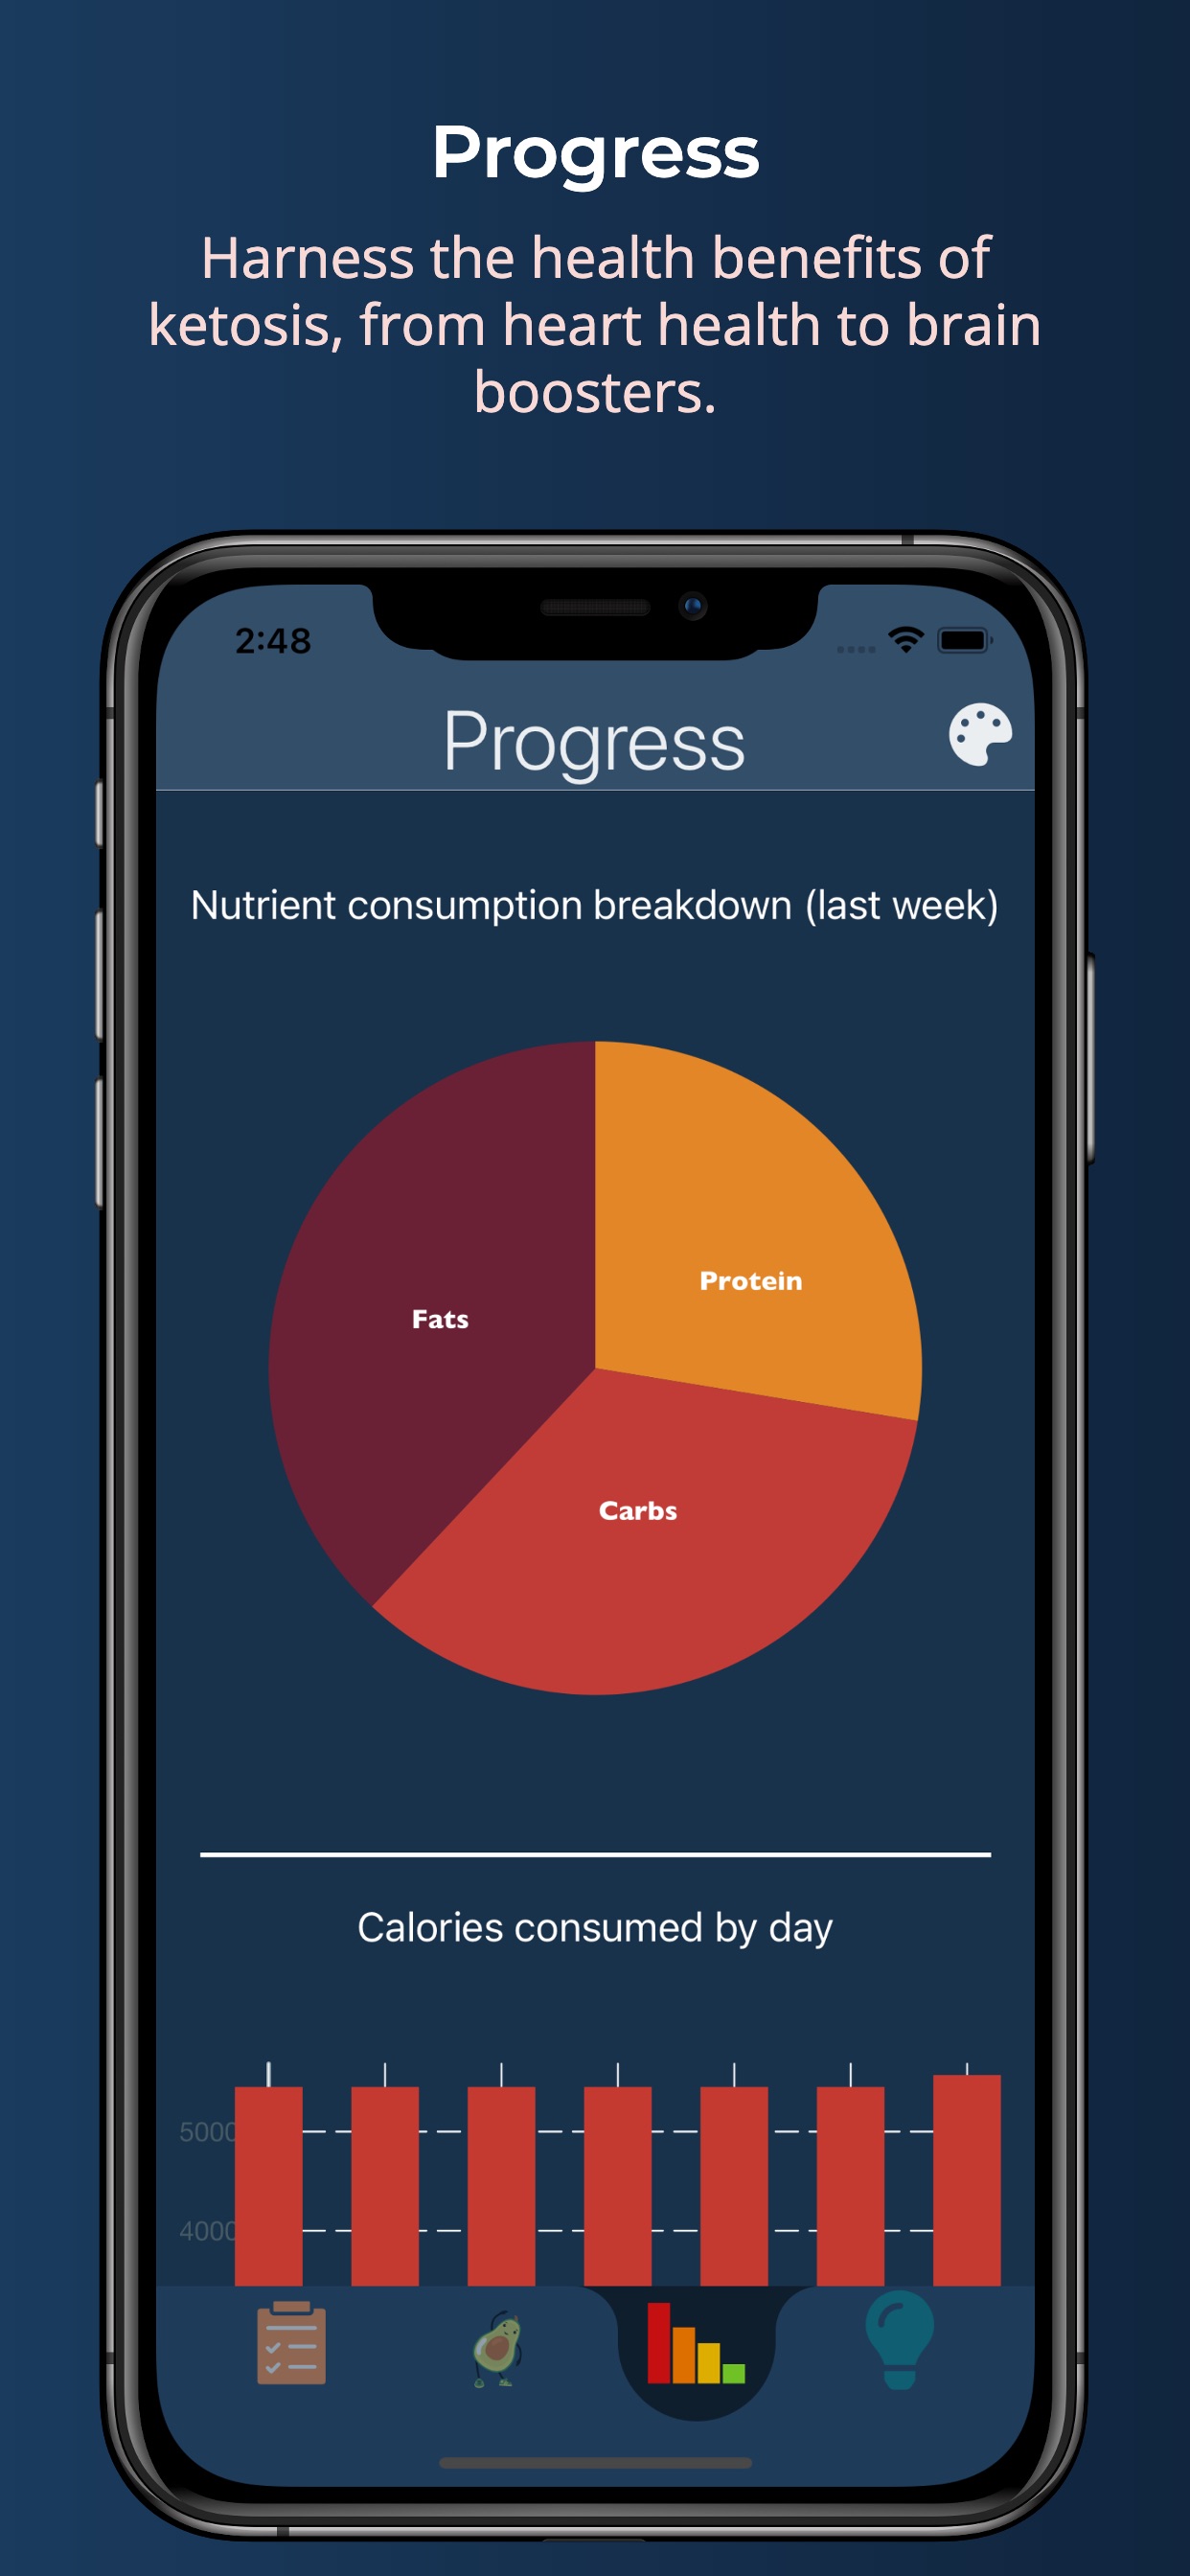 Progress
Harness the health benefits of
ketosis, from heart health to brain
boosters.
2:48
Progress
Nutrient consumption breakdown (last week)
Protein
Fats
Carbs
Calories consumed by day
5000
4000